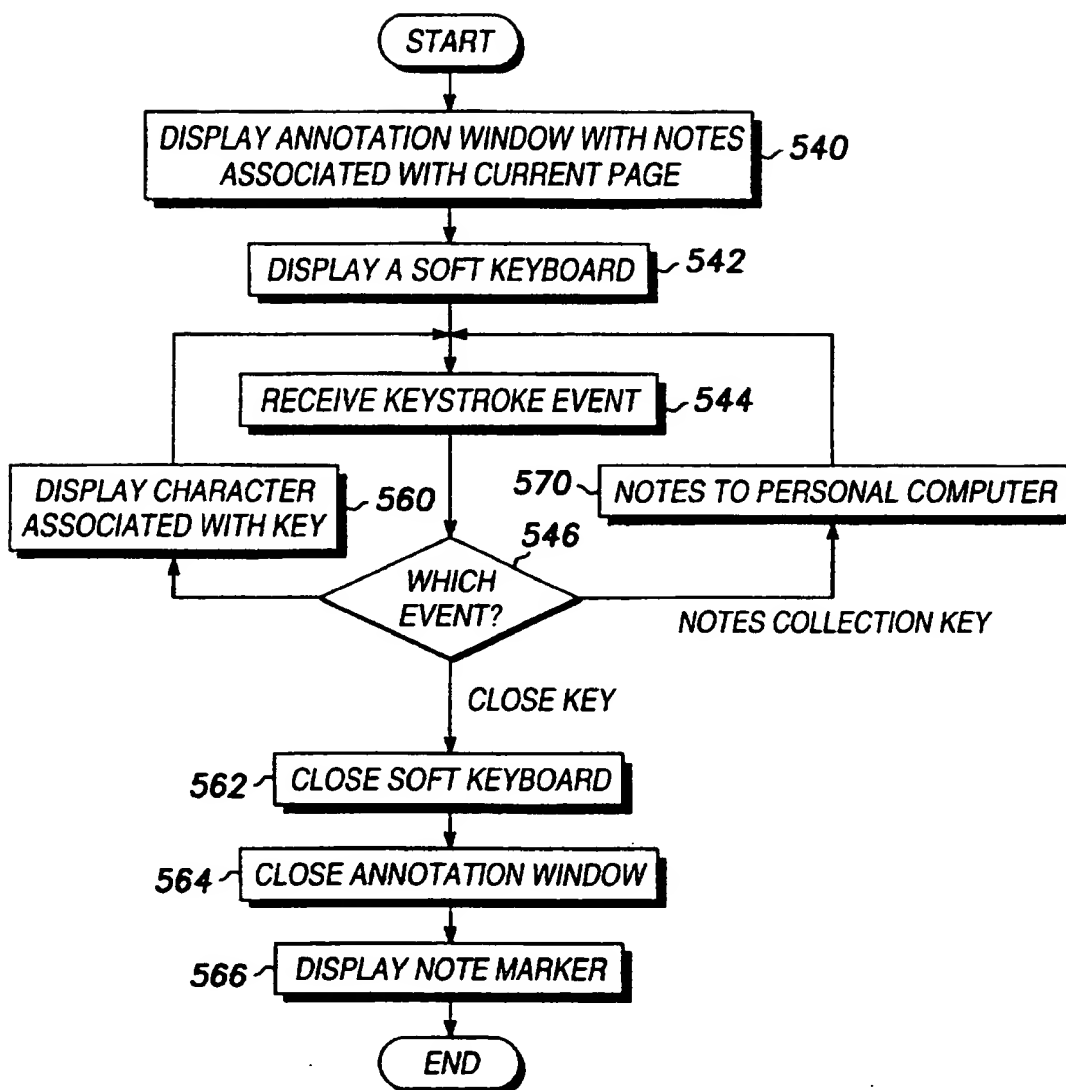 START
DISPLAY ANNOTATION WINDOW WITH NOTES
ASSOCIATED WITH CURRENT PAGE
540
DISPLAY A SOFT KEYBOARD
542
RECEIVE KEYSTROKE EVENT
544
DISPLAY CHARACTER
ASSOCIATED WITH KEY
560
570
NOTES TO PERSONAL COMPUTER
546
WHICH
EVENT?
NOTES COLLECTION KEY
CLOSE KEY
562
CLOSE SOFT KEYBOARD
564
CLOSE ANNOTATION WINDOW
566
DISPLAY NOTE MARKER
END